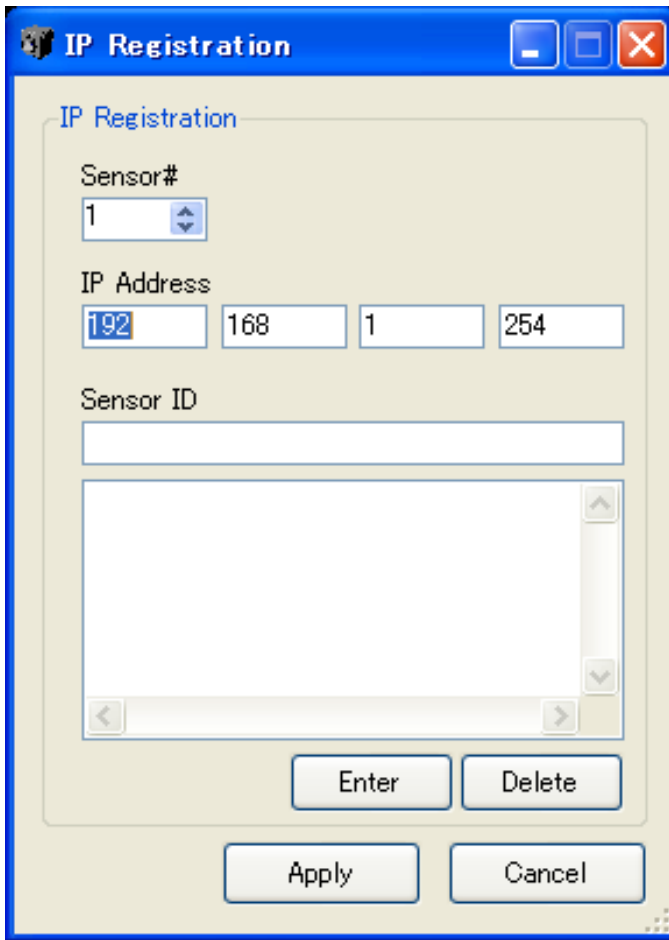 IP Registration
IP Registration
Sensor#
1
IP Address
192 168 1 254
Sensor ID
Enter Delete
Apply Cancel